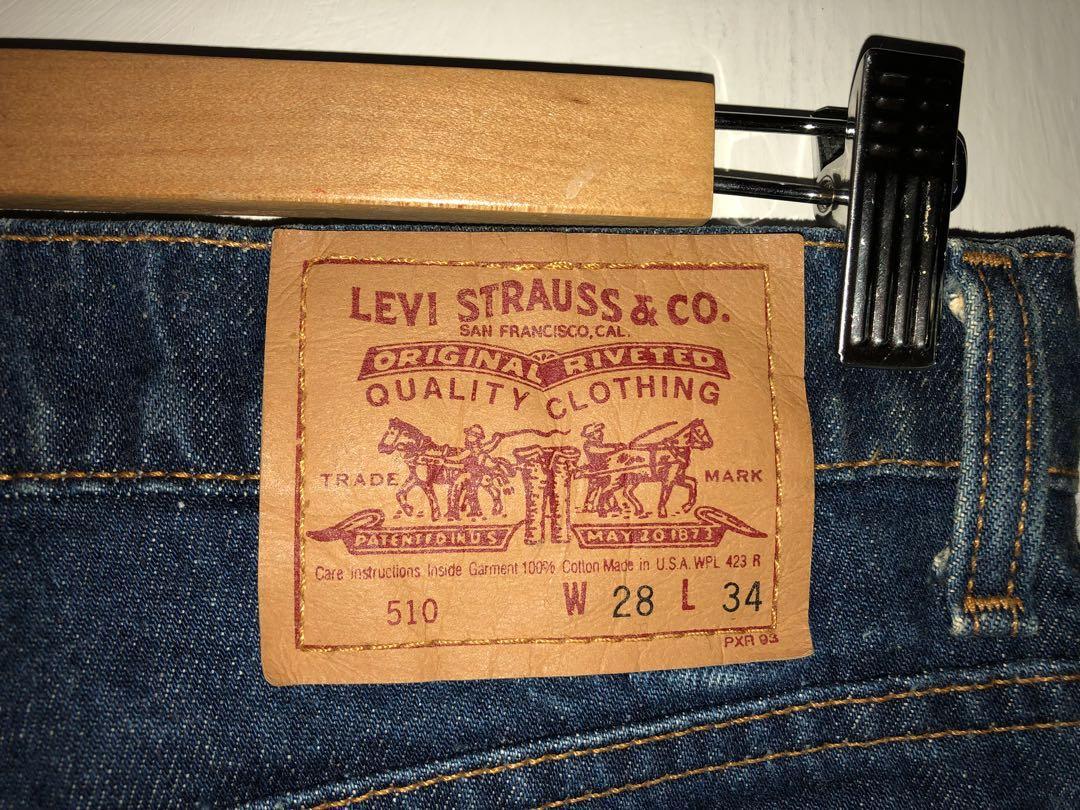 LEVI STRAUSS & CO.
SAN FRANCISCO, CAL.
ORIGINAL RIVETED
QUALITY CLOTHING
TRADE MARK
PATENTED IN U.S. MAY 20 1873
Care Instructions Inside Garment 100% Cotton Made in U.S.A. WPL 423 R
510 W 28 L 34
PXR 93